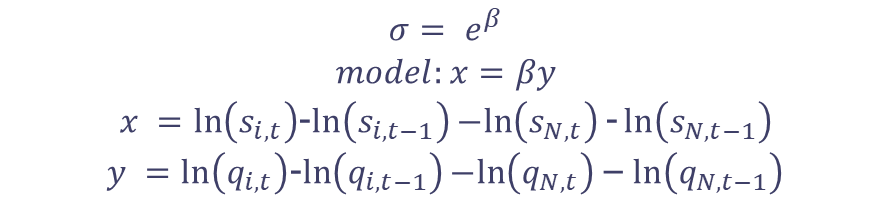 σ = e^β
model: x = βy
x = ln(s_{i,t})-ln(s_{i,t−1}) −ln(s_{N,t}) - ln(s_{N,t−1})
y = ln(q_{i,t})-ln(q_{i,t−1}) −ln(q_{N,t}) − ln(q_{N,t−1})